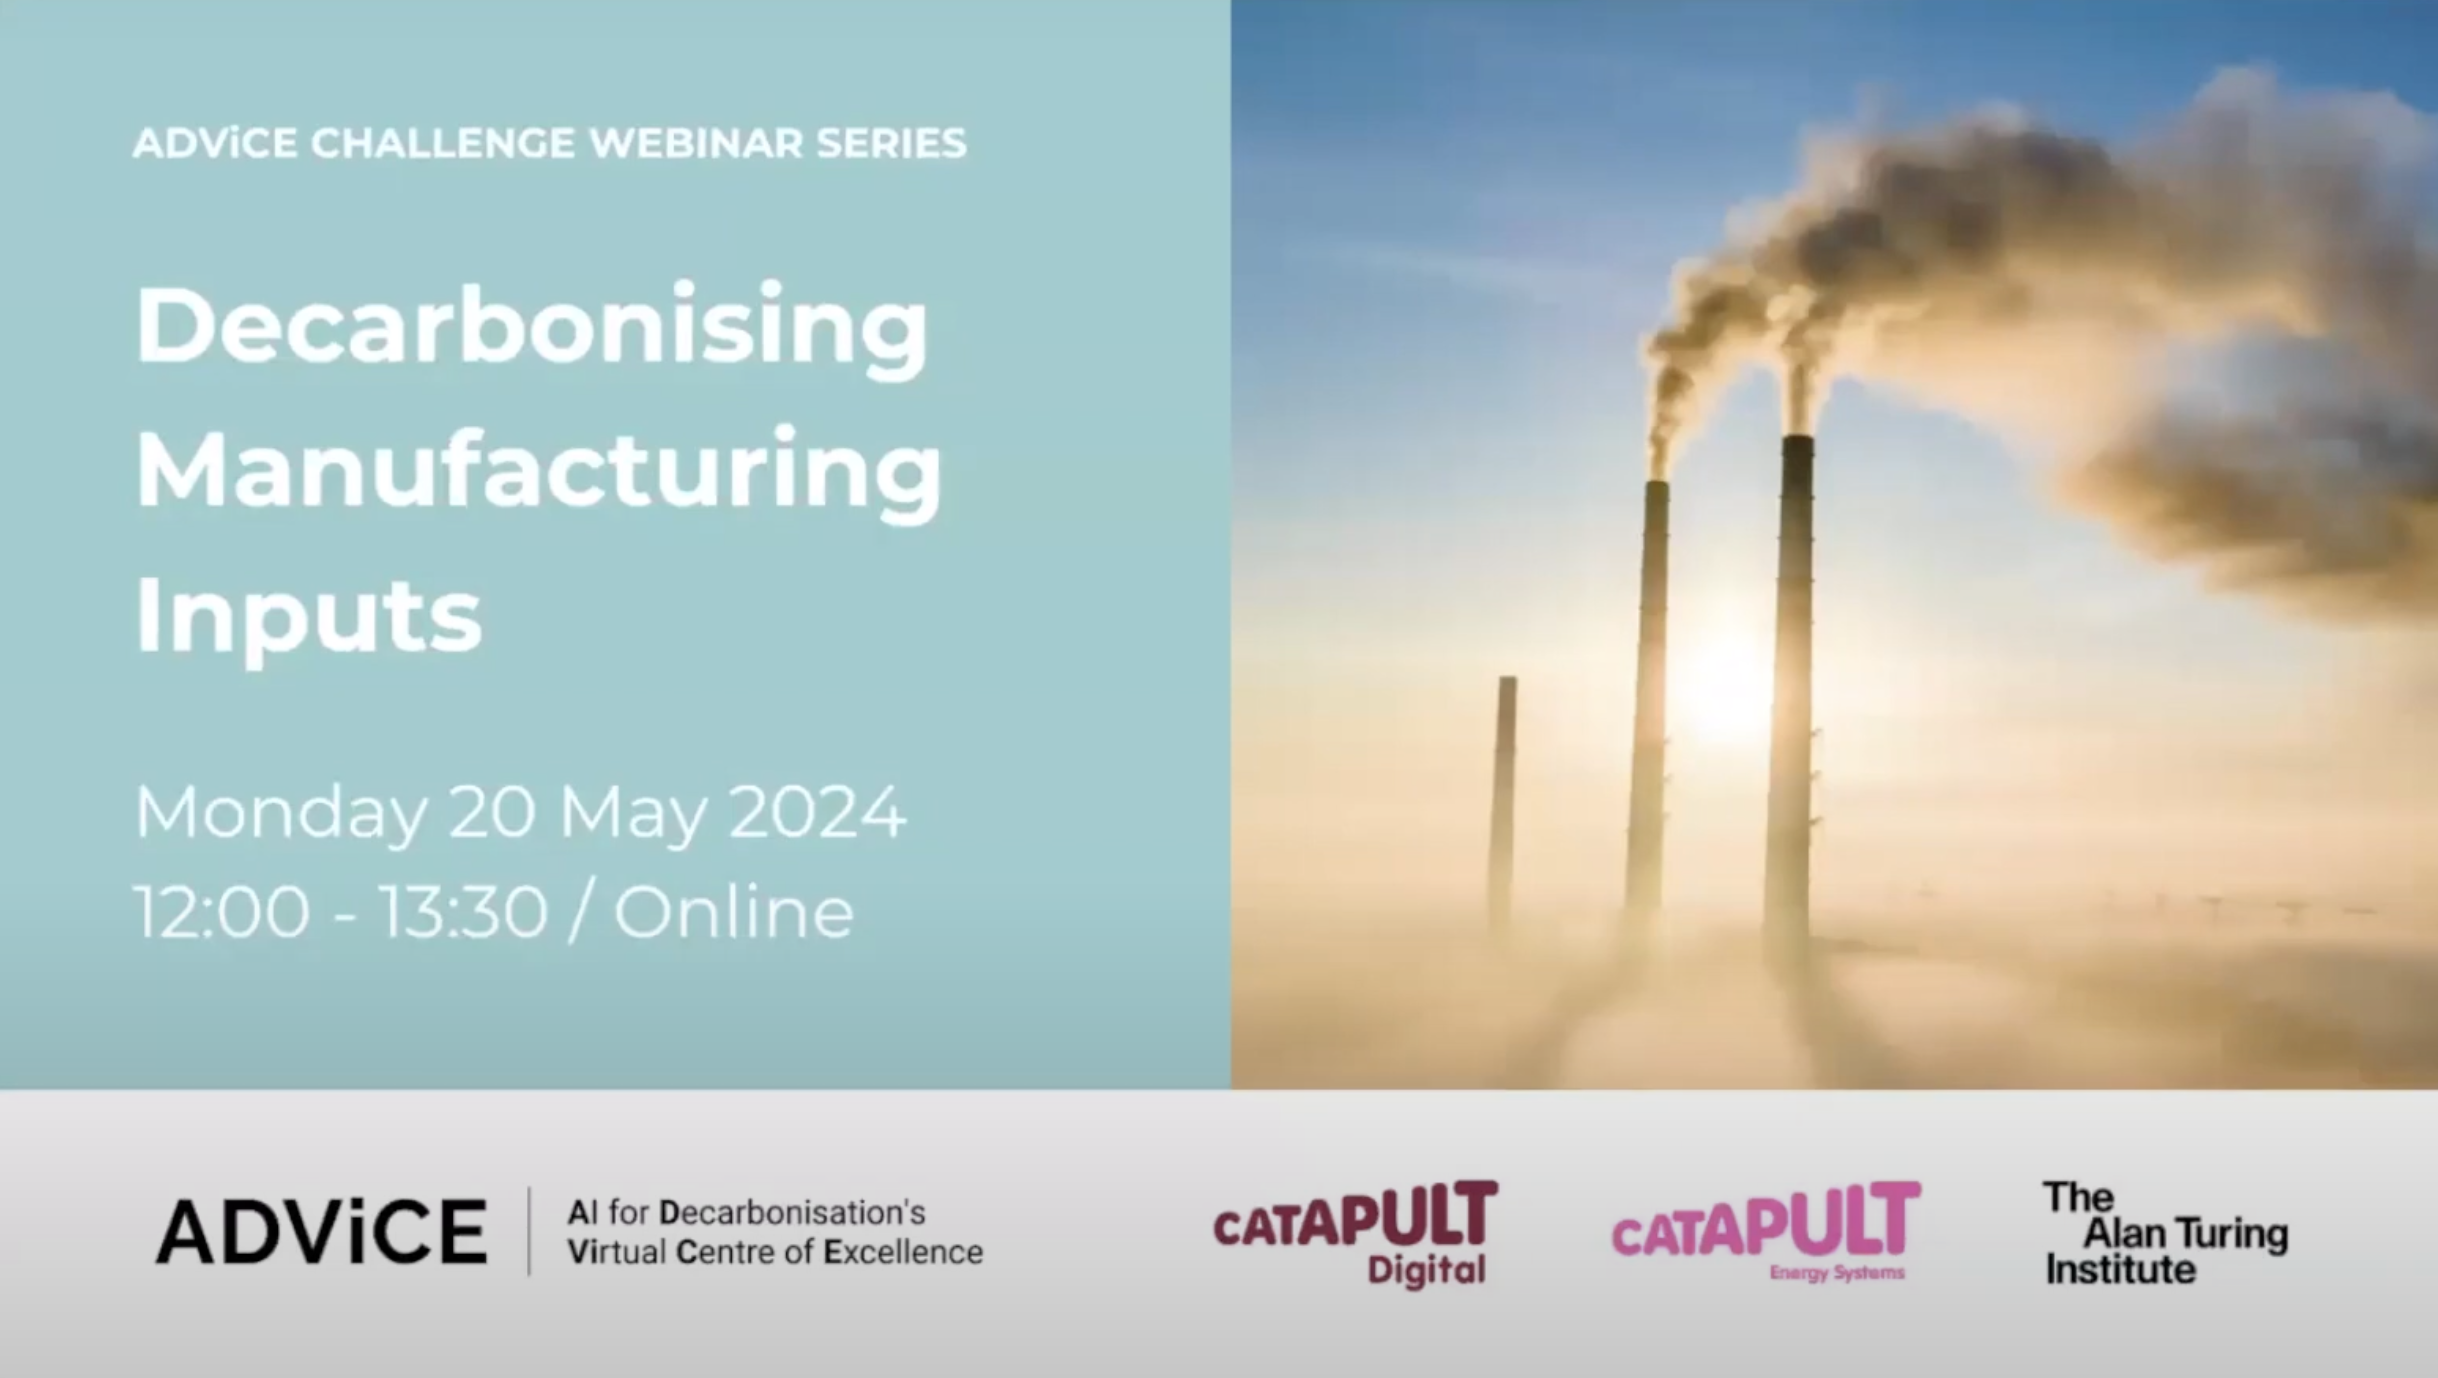 ADViCE CHALLENGE WEBINAR SERIES
Decarbonising
Manufacturing
Inputs
Monday 20 May 2024
12:00 - 13:30 / Online
ADViCE
AI for Decarbonisation's
Virtual Centre of Excellence
CATAPULT
Digital
CATAPULT
Energy Systems
The
Alan Turing
Institute